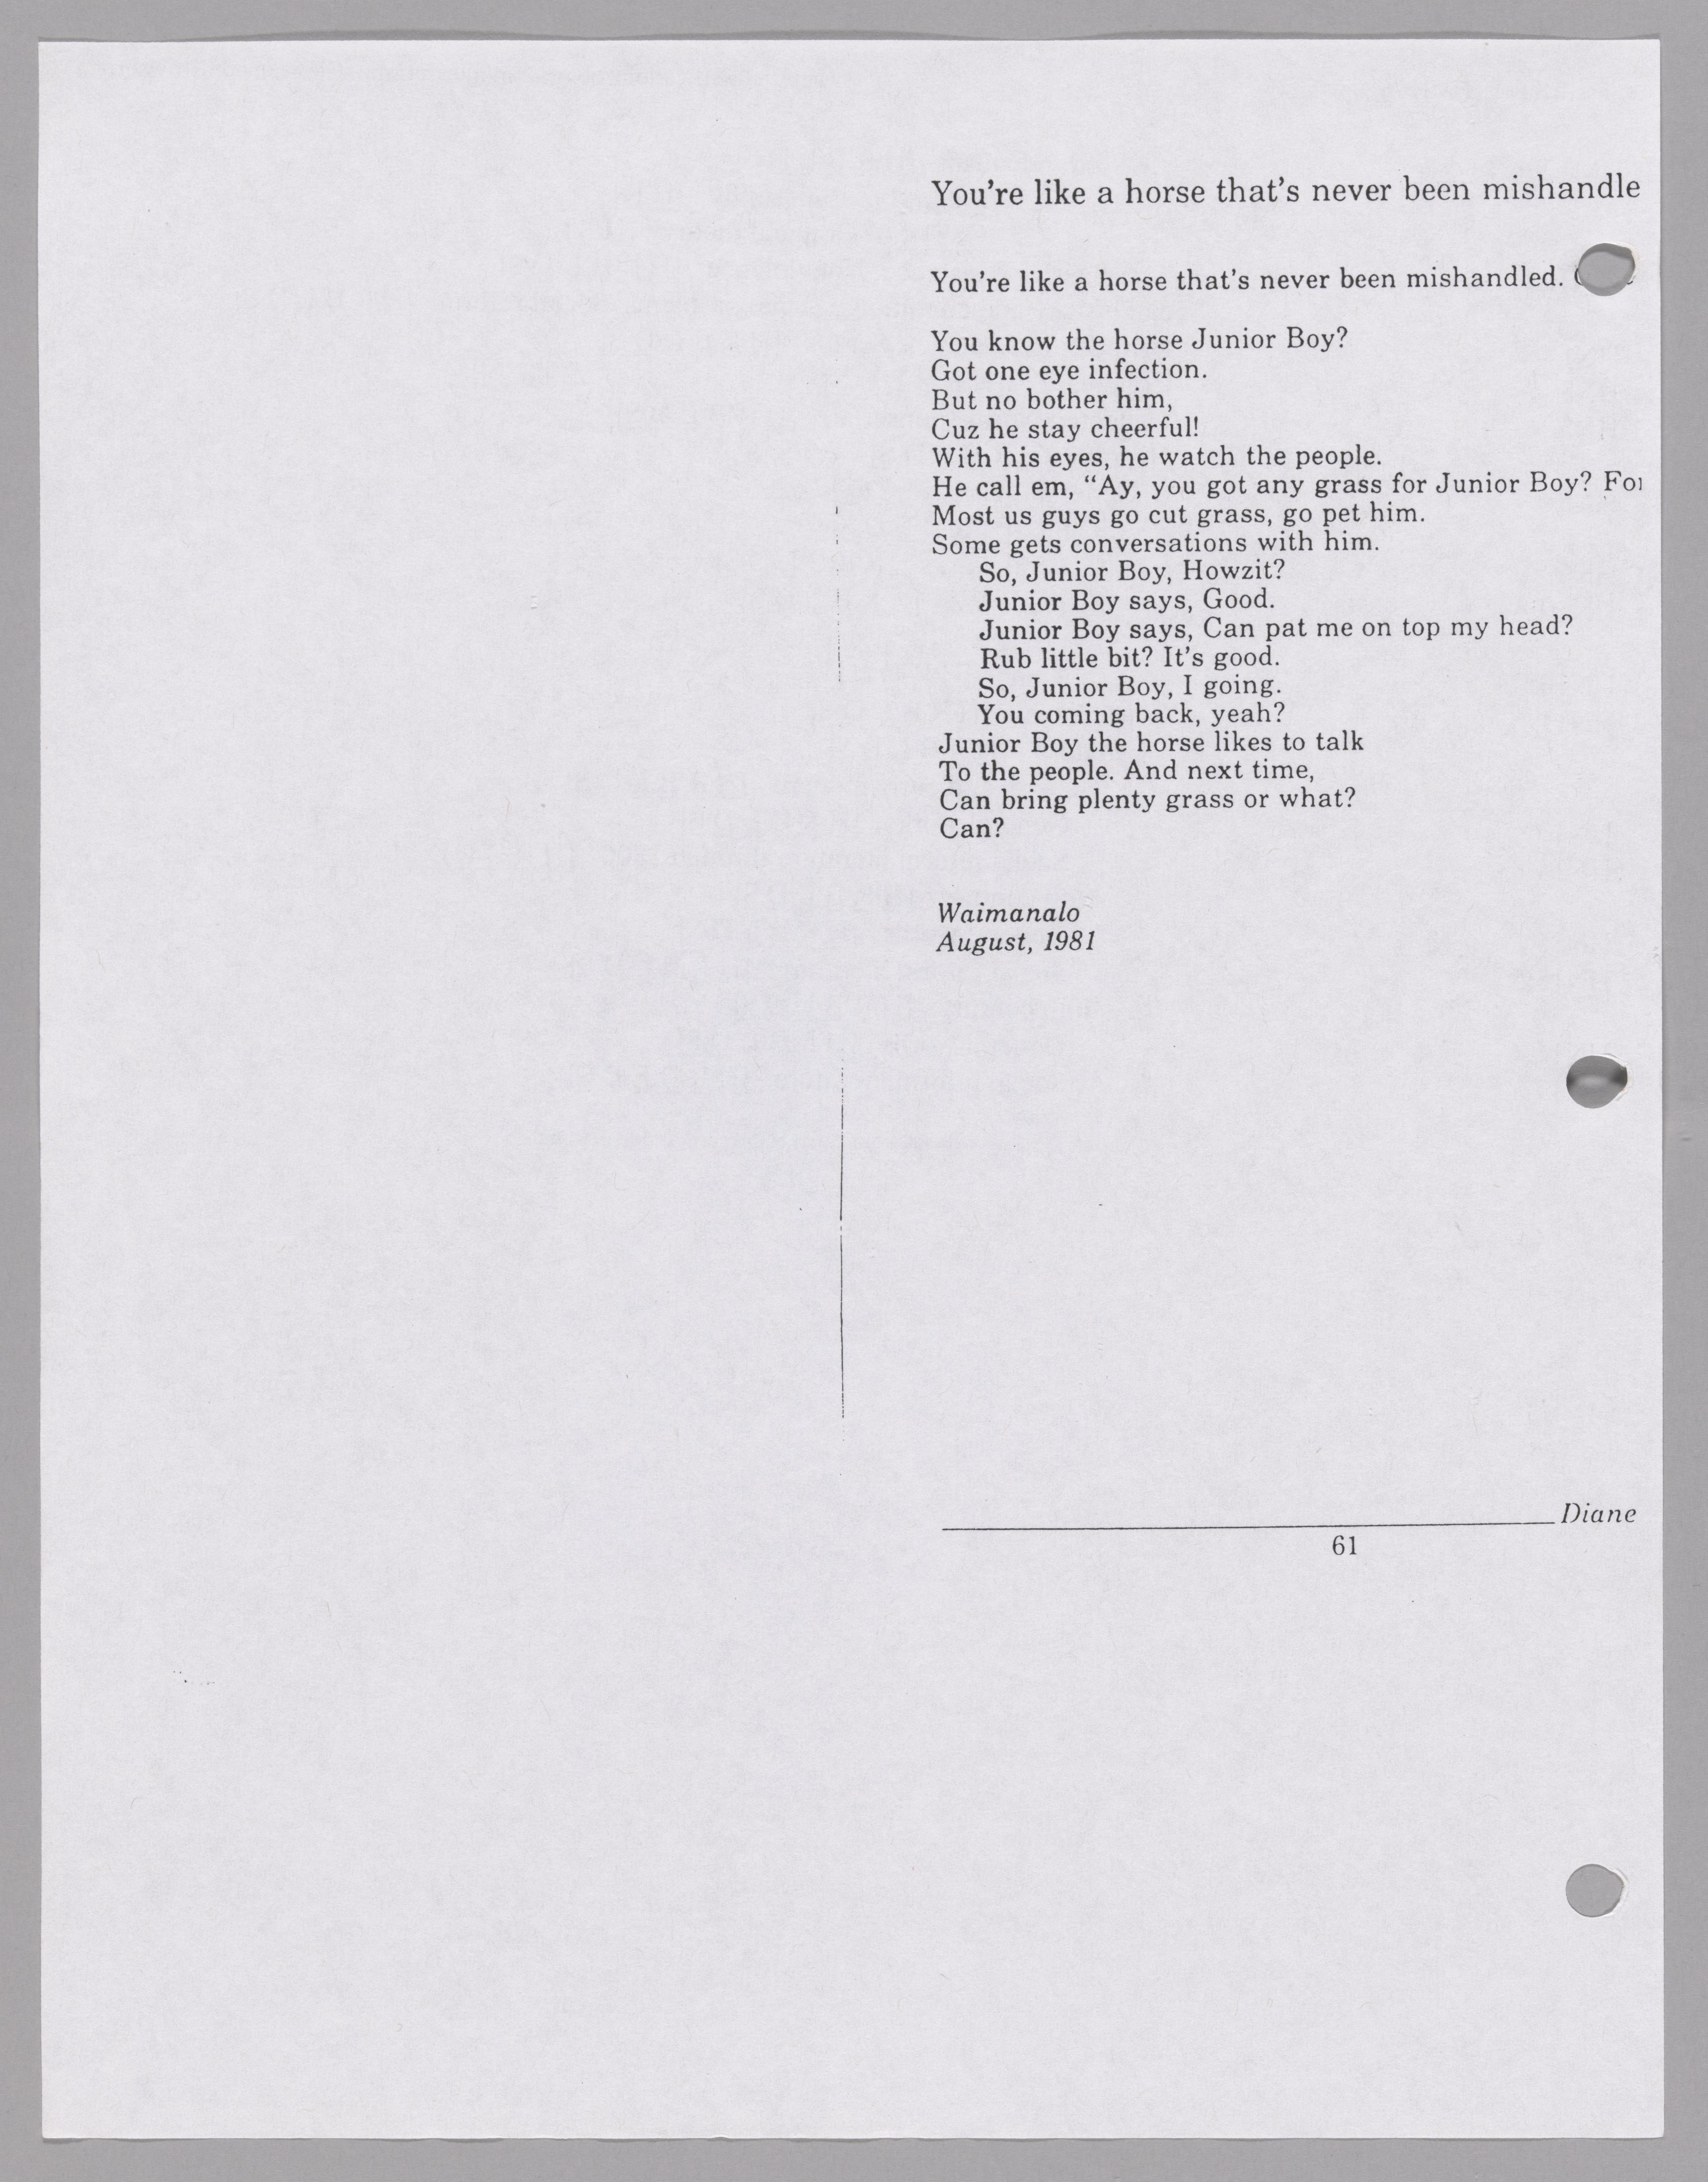 You're like a horse that's never been mishandle
You're like a horse that's never been mishandled.
You know the horse Junior Boy?
Got one eye infection.
But no bother him,
Cuz he stay cheerful!
With his eyes, he watch the people.
He call em, “Ay, you got any grass for Junior Boy?
Most us guys go cut grass, go pet him.
Some gets conversations with him.
So, Junior Boy, Howzit?
Junior Boy says, Good.
Junior Boy says, Can pat me on top my head?
Rub little bit? It's good.
So, Junior Boy, I going.
You coming back, yeah?
Junior Boy the horse likes to talk
To the people. And next time,
Can bring plenty grass or what?
Can?
Waimanalo
August, 1981
Diane
61